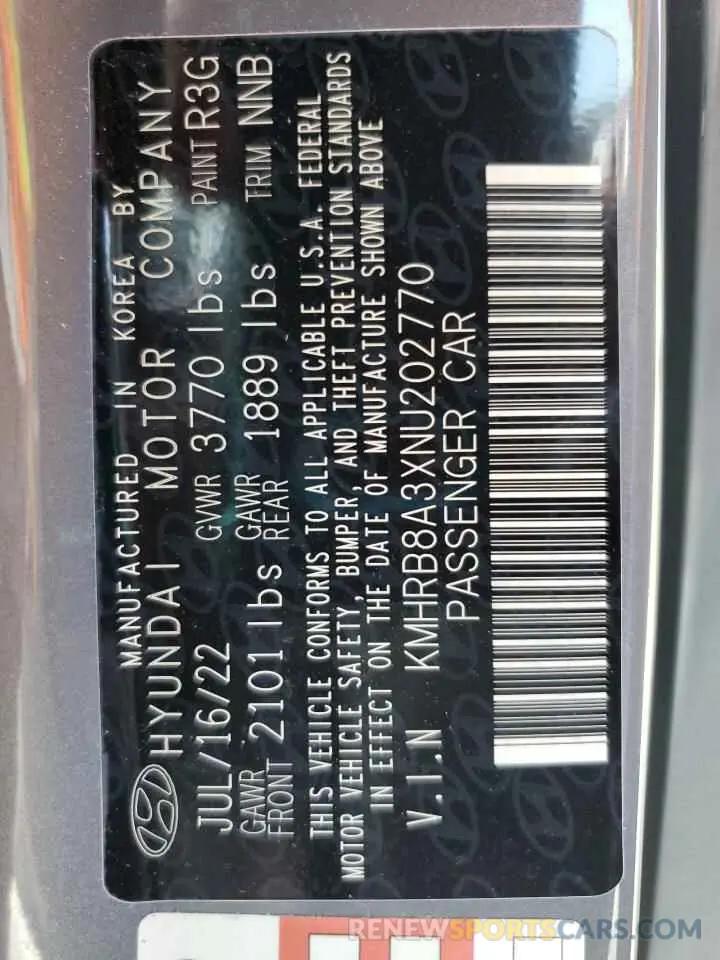 MANUFACTURED IN KOREA BY
HYUNDAI MOTOR COMPANY
JUL/16/22 GVWR 3770 lbs PAINT R3G
GAWR FRONT 2101 lbs GAWR REAR 1889 lbs TRIM NNB
THIS VEHICLE CONFORMS TO ALL APPLICABLE U.S.A. FEDERAL
MOTOR VEHICLE SAFETY, BUMPER, AND THEFT PREVENTION STANDARDS
IN EFFECT ON THE DATE OF MANUFACTURE SHOWN ABOVE
V.I.N KMHRB8A3XNU202770
PASSENGER CAR
RENEWSPORTSCARS.COM